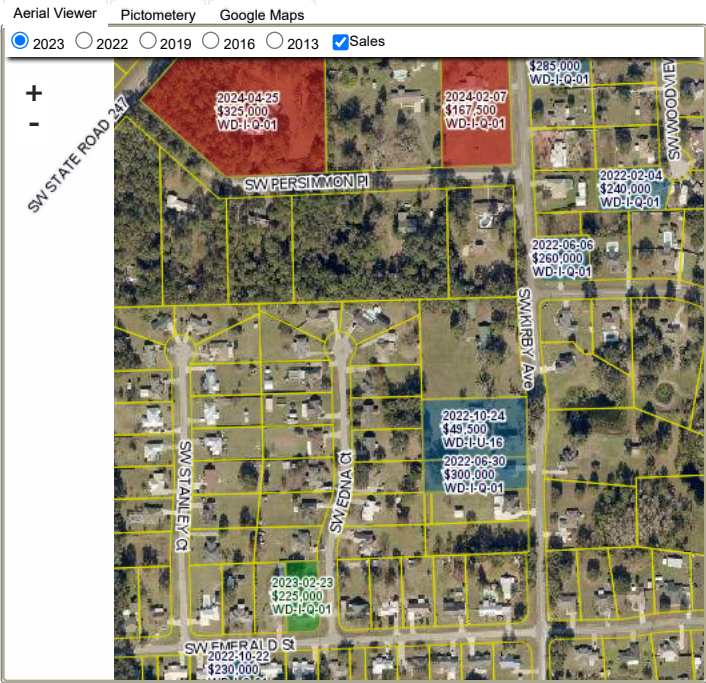 Aerial Viewer Pictometery Google Maps
2023 2022 2019 2016 2013 Sales
+
-
SW STATE ROAD 247
2024-04-25
$325,000
WD-I-Q-01
2024-02-07
$167,500
WD-I-Q-01
$285,000
WD-I-Q-01
SW WOODVIE
SW PERSIMMON Pl
2022-02-04
$240,000
WD-I-Q-01
2022-06-06
$260,000
WD-I-Q-01
SW KIRBY Ave
2022-10-24
$49,500
WD-I-U-16
2022-06-30
$300,000
WD-I-Q-01
SW STANLEY Ct
SW EDNA Ct
2023-02-23
$225,000
WD-I-Q-01
SW EMERALD St
2022-10-22
$230,000